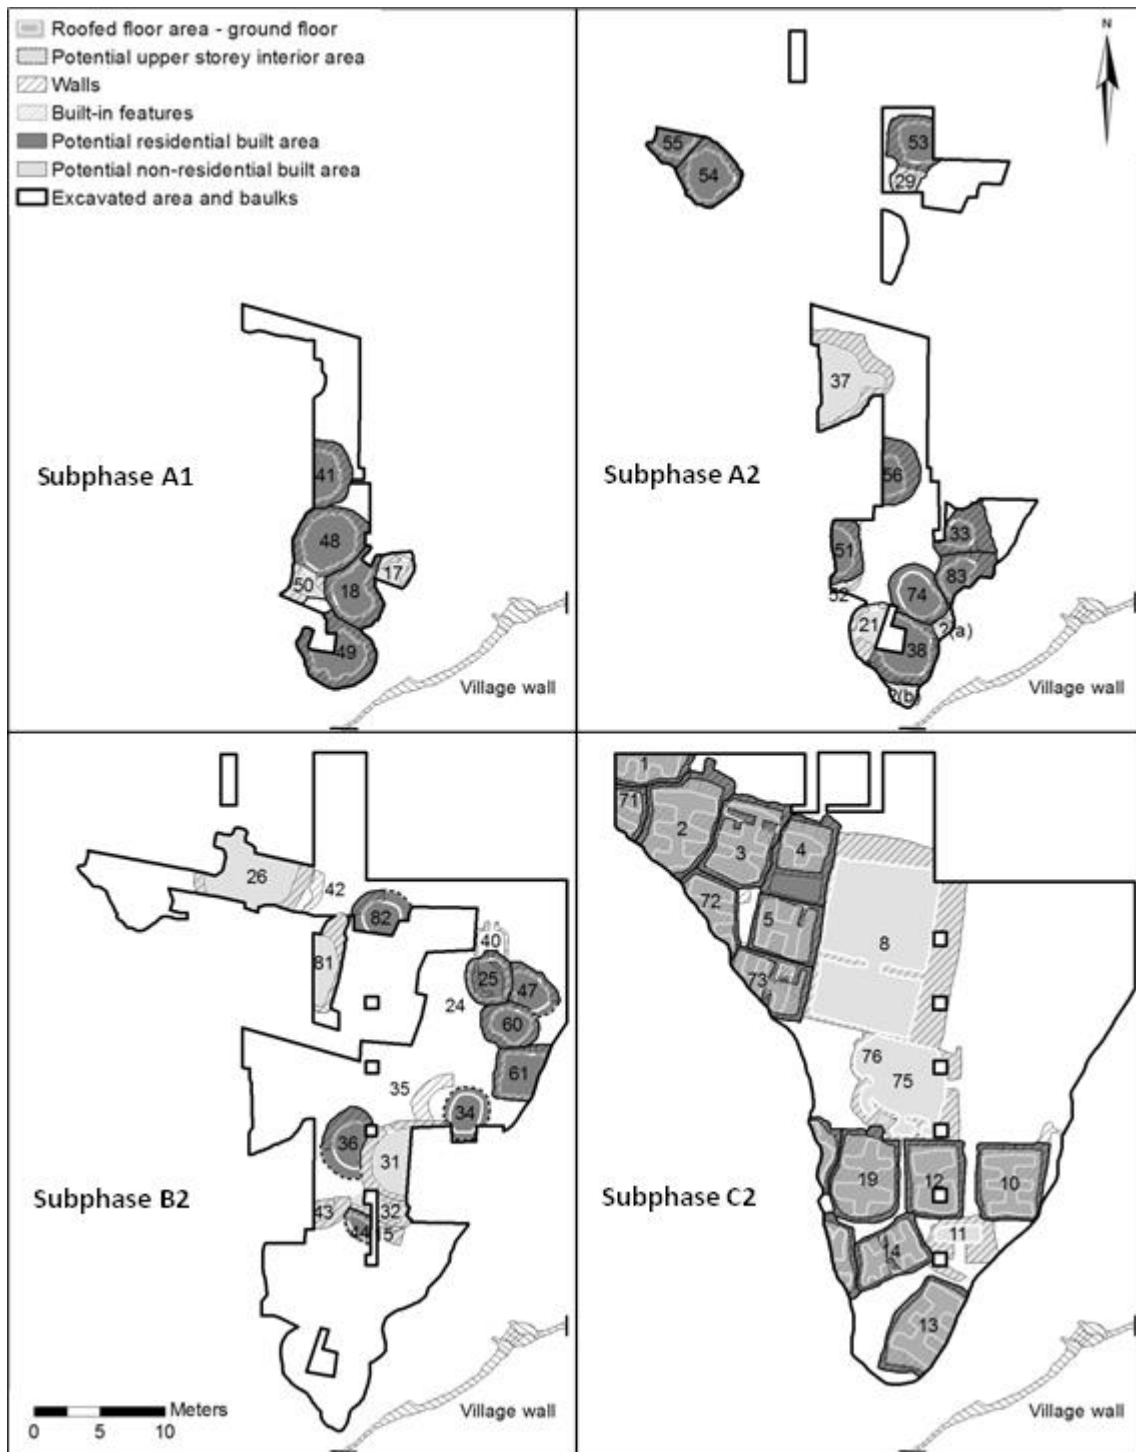 Roofed floor area - ground floor
Potential upper storey interior area
Walls
Built-in features
Potential residential built area
Potential non-residential built area
Excavated area and baulks
Subphase A1
41
48
50
18
17
49
Village wall
N
55
54
53
29
37
Subphase A2
56
51
52
33
83
74
21
2(a)
38
2(b)
Village wall
26
42
82
81
40
25
47
24
60
61
35
34
36
31
Subphase B2
43
32
44
5
Meters
0 5 10
Village wall
1
71
2
3
4
72
5
8
73
76
75
19
12
10
Subphase C2
14
11
13
Village wall